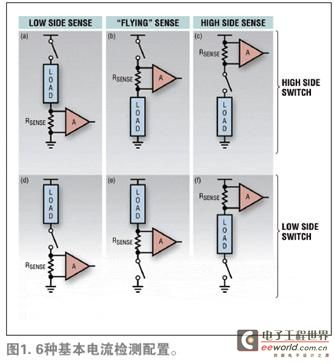 LOW SIDE SENSE
"FLYING" SENSE
HIGH SIDE SENSE
(a)
(b)
(c)
LOAD
RSENSE
A
RSENSE
A
LOAD
RSENSE
A
LOAD
HIGH SIDE
SWITCH
(d)
(e)
(f)
LOAD
RSENSE
A
LOAD
RSENSE
A
RSENSE
A
LOAD
LOW SIDE
SWITCH
电子工程世界
eeworld.com.cn
图1. 6种基本电流检测配置。